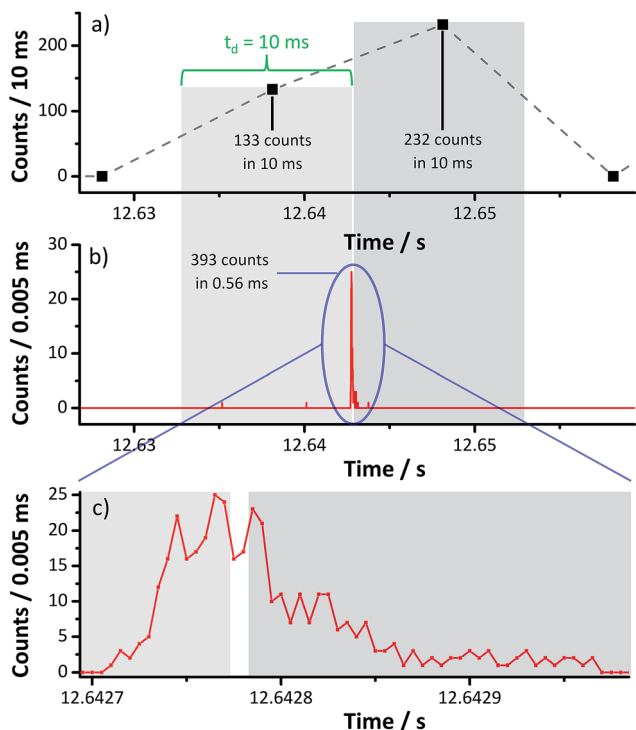 a)
t_d = 10 ms
Counts / 10 ms
200
100
0
133 counts
in 10 ms
232 counts
in 10 ms
12.63
12.64
12.65
Time / s
b)
393 counts
in 0.56 ms
Counts / 0.005 ms
30
25
20
15
10
5
0
12.63
12.64
12.65
Time / s
c)
Counts / 0.005 ms
25
20
15
10
5
0
12.6427
12.6428
12.6429
Time / s